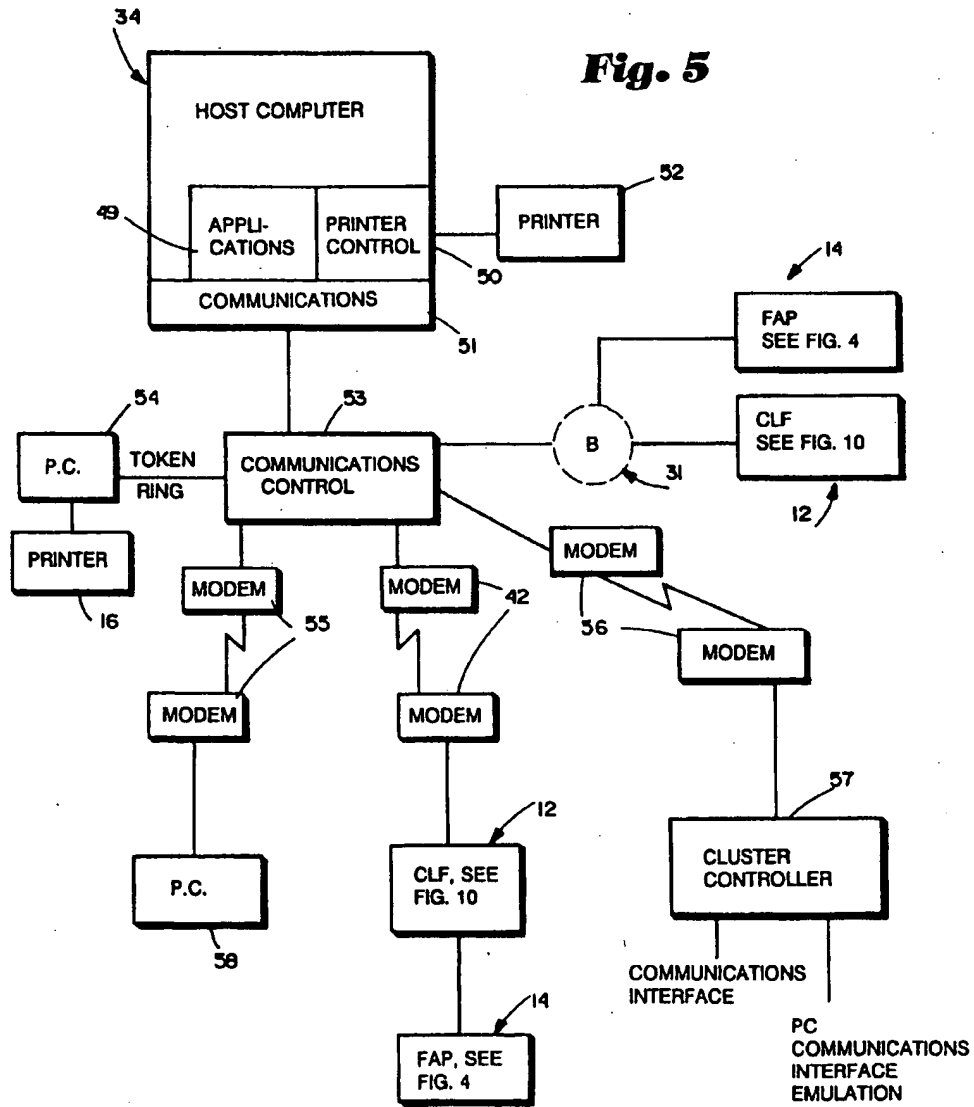 34
Fig. 5
HOST COMPUTER
49
APPLI-
CATIONS
PRINTER
CONTROL
50
COMMUNICATIONS
51
52
PRINTER
14
FAP
SEE FIG. 4
B
31
CLF
SEE FIG. 10
12
54
P.C.
TOKEN
RING
53
COMMUNICATIONS
CONTROL
PRINTER
16
MODEM
55
MODEM
MODEM
42
MODEM
MODEM
56
MODEM
P.C.
58
12
CLF, SEE
FIG. 10
14
FAP, SEE
FIG. 4
57
CLUSTER
CONTROLLER
COMMUNICATIONS
INTERFACE
PC
COMMUNICATIONS
INTERFACE
EMULATION